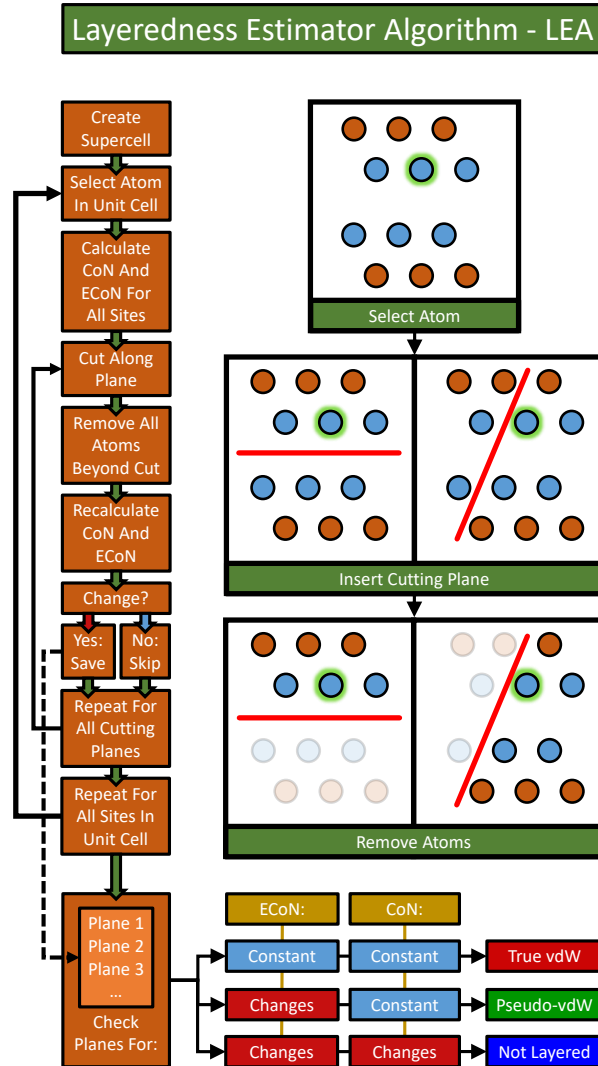 Layeredness Estimator Algorithm - LEA
Create
Supercell
Select Atom
In Unit Cell
Calculate
CoN And
ECoN For
All Sites
Cut Along
Plane
Remove All
Atoms
Beyond Cut
Recalculate
CoN And
ECoN
Change?
Yes:
Save
No:
Skip
Repeat For
All Cutting
Planes
Repeat For
All Sites In
Unit Cell
Plane 1
Plane 2
Plane 3
...
Check
Planes For:
Select Atom
Insert Cutting Plane
Remove Atoms
ECoN: CoN:
Constant Constant True vdW
Changes Constant Pseudo-vdW
Changes Changes Not Layered